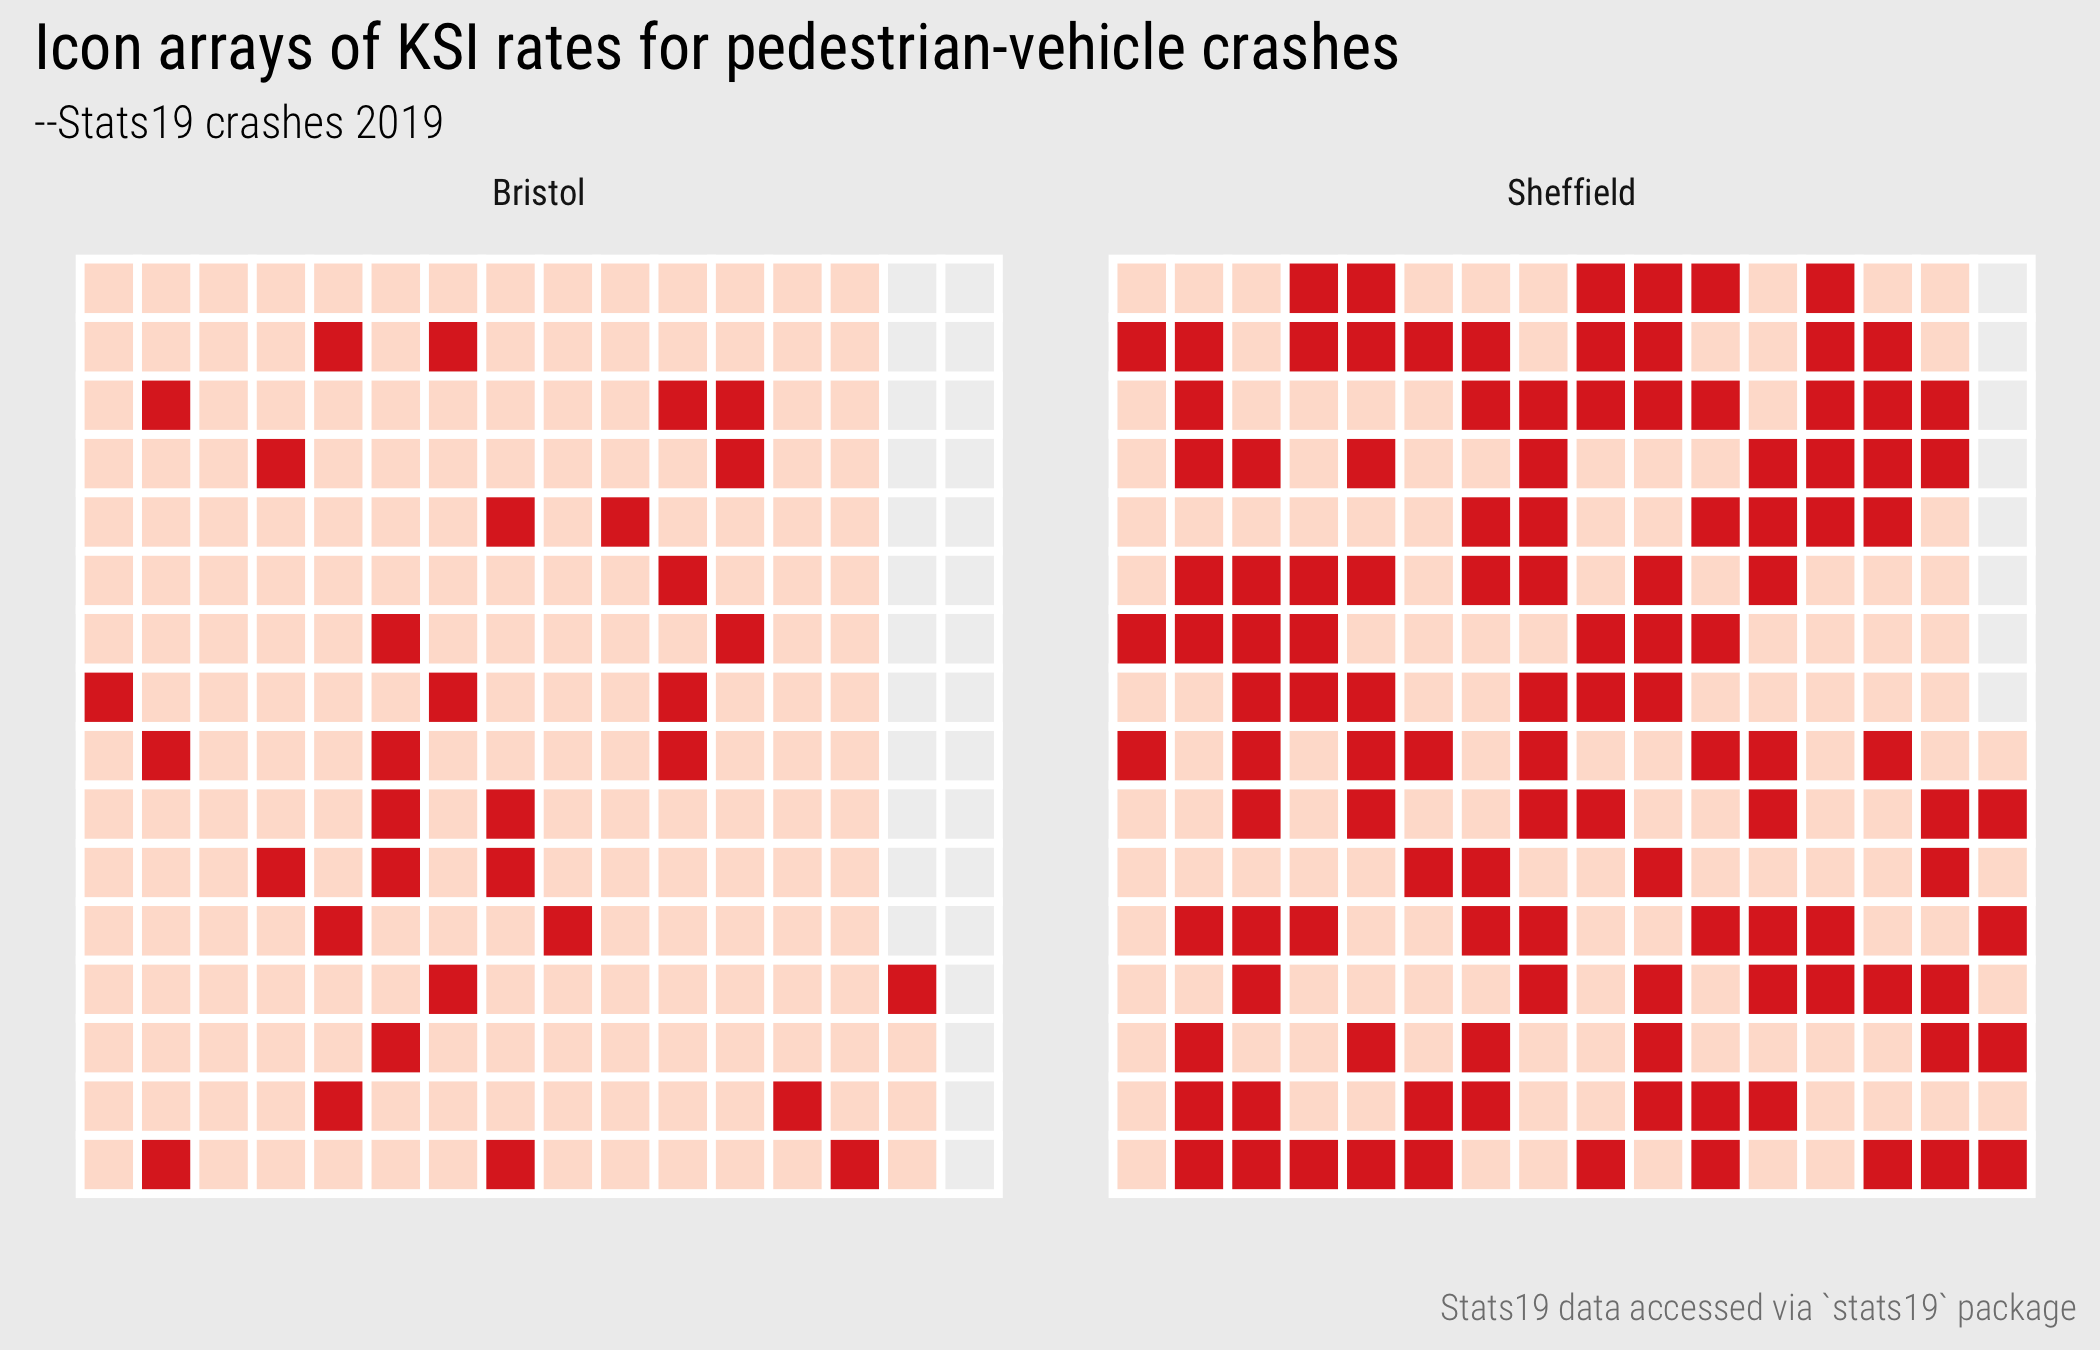 Icon arrays of KSI rates for pedestrian-vehicle crashes
--Stats19 crashes 2019
Bristol
Sheffield
Stats19 data accessed via `stats19` package